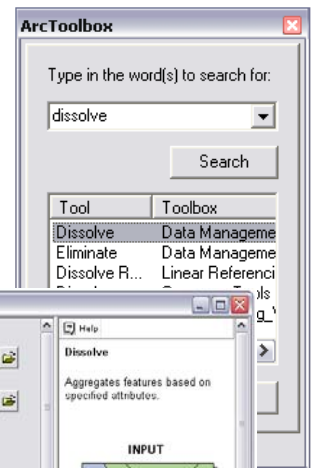 ArcToolbox
Type in the word(s) to search for:
dissolve
Search
Tool Toolbox
Dissolve Data Manageme
Eliminate Data Manageme
Dissolve R... Linear Referenci
Help
Dissolve
Aggregates features based on
specified attributes.
INPUT